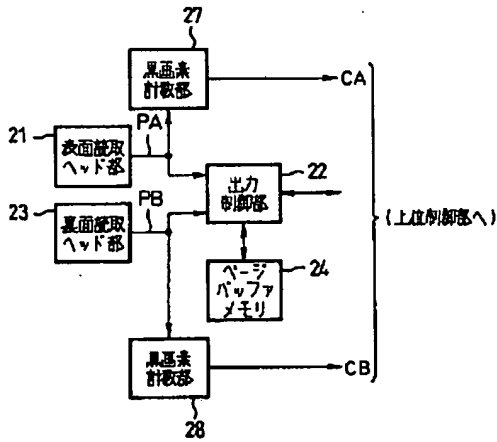 27
黒画素
計数部
CA
21
表面読取
ヘッド部
PA
22
出力
制御部
(上位制御部へ)
23
裏面読取
ヘッド部
PB
24
ページ
バッファ
メモリ
黒画素
計数部
CB
28